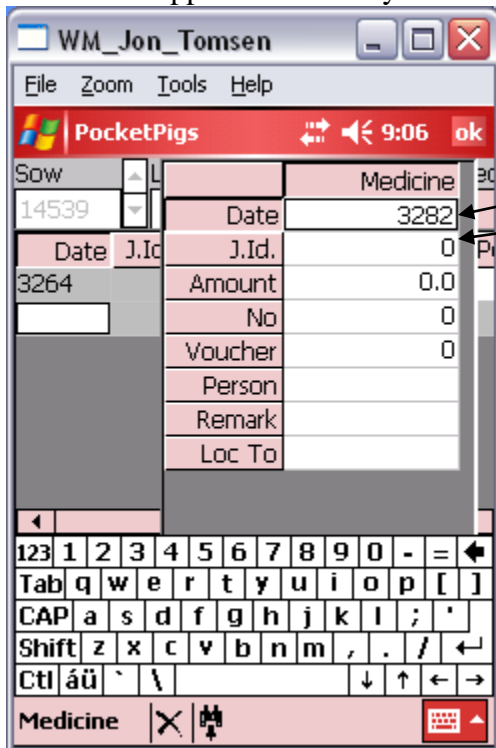 WM_Jon_Tomsen
File Zoom Tools Help
PocketPigs 9:06 ok
Sow
14539
Date J.Id
3264
Medicine
Date 3282
J.Id. 0
Amount 0.0
No 0
Voucher 0
Person
Remark
Loc To
123 1 2 3 4 5 6 7 8 9 0 - =
Tab q w e r t y u i o p [ ]
CAP a s d f g h j k l ; '
Shift z x c v b n m , . /
Ctl áü ` \
Medicine